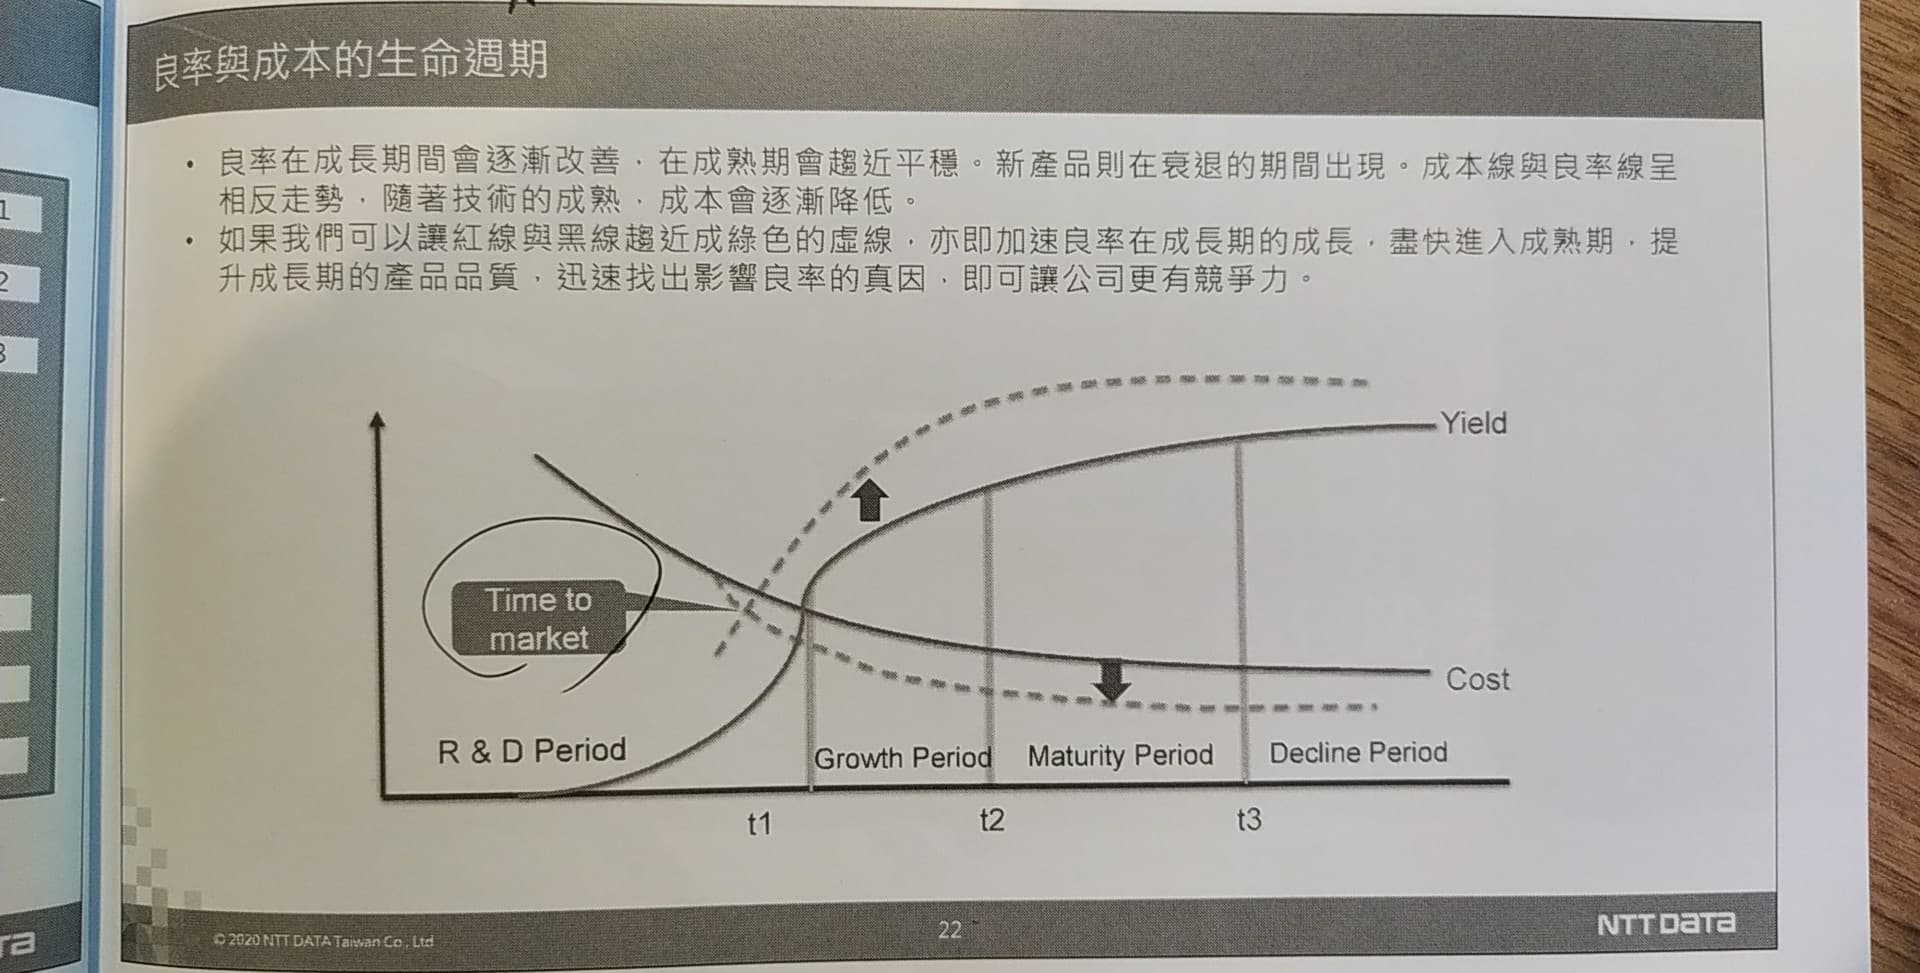 良率與成本的生命週期
• 良率在成長期間會逐漸改善，在成熟期會趨近平穩。新產品則在衰退的期間出現。成本線與良率線呈
相反走勢，隨著技術的成熟，成本會逐漸降低。
• 如果我們可以讓紅線與黑線趨近成綠色的虛線，亦即加速良率在成長期的成長，盡快進入成熟期，提
升成長期的產品品質，迅速找出影響良率的真因，即可讓公司更有競爭力。
1
2
3
Yield
Time to
market
Cost
R & D Period
Growth Period
Maturity Period
Decline Period
t1
t2
t3
© 2020 NTT DATA Taiwan Co., Ltd
22
NTT DATA